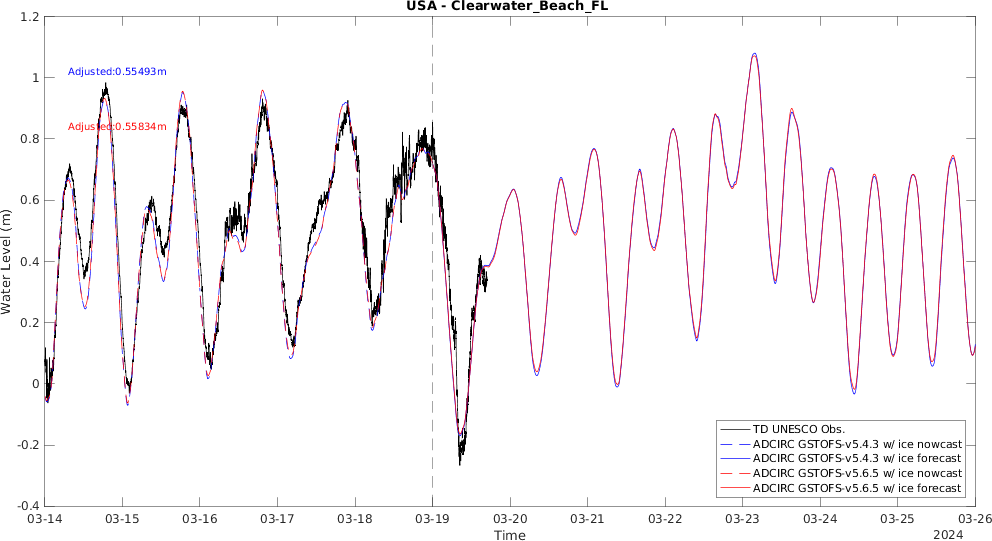 USA - Clearwater_Beach_FL
1.2
1
0.8
0.6
0.4
0.2
0
-0.2
-0.4
Water Level (m)
Adjusted:0.55493m
Adjusted:0.55834m
TD UNESCO Obs.
ADCIRC GSTOFS-v5.4.3 w/ ice nowcast
ADCIRC GSTOFS-v5.4.3 w/ ice forecast
ADCIRC GSTOFS-v5.6.5 w/ ice nowcast
ADCIRC GSTOFS-v5.6.5 w/ ice forecast
03-14 03-15 03-16 03-17 03-18 03-19 03-20 03-21 03-22 03-23 03-24 03-25 03-26
Time
2024